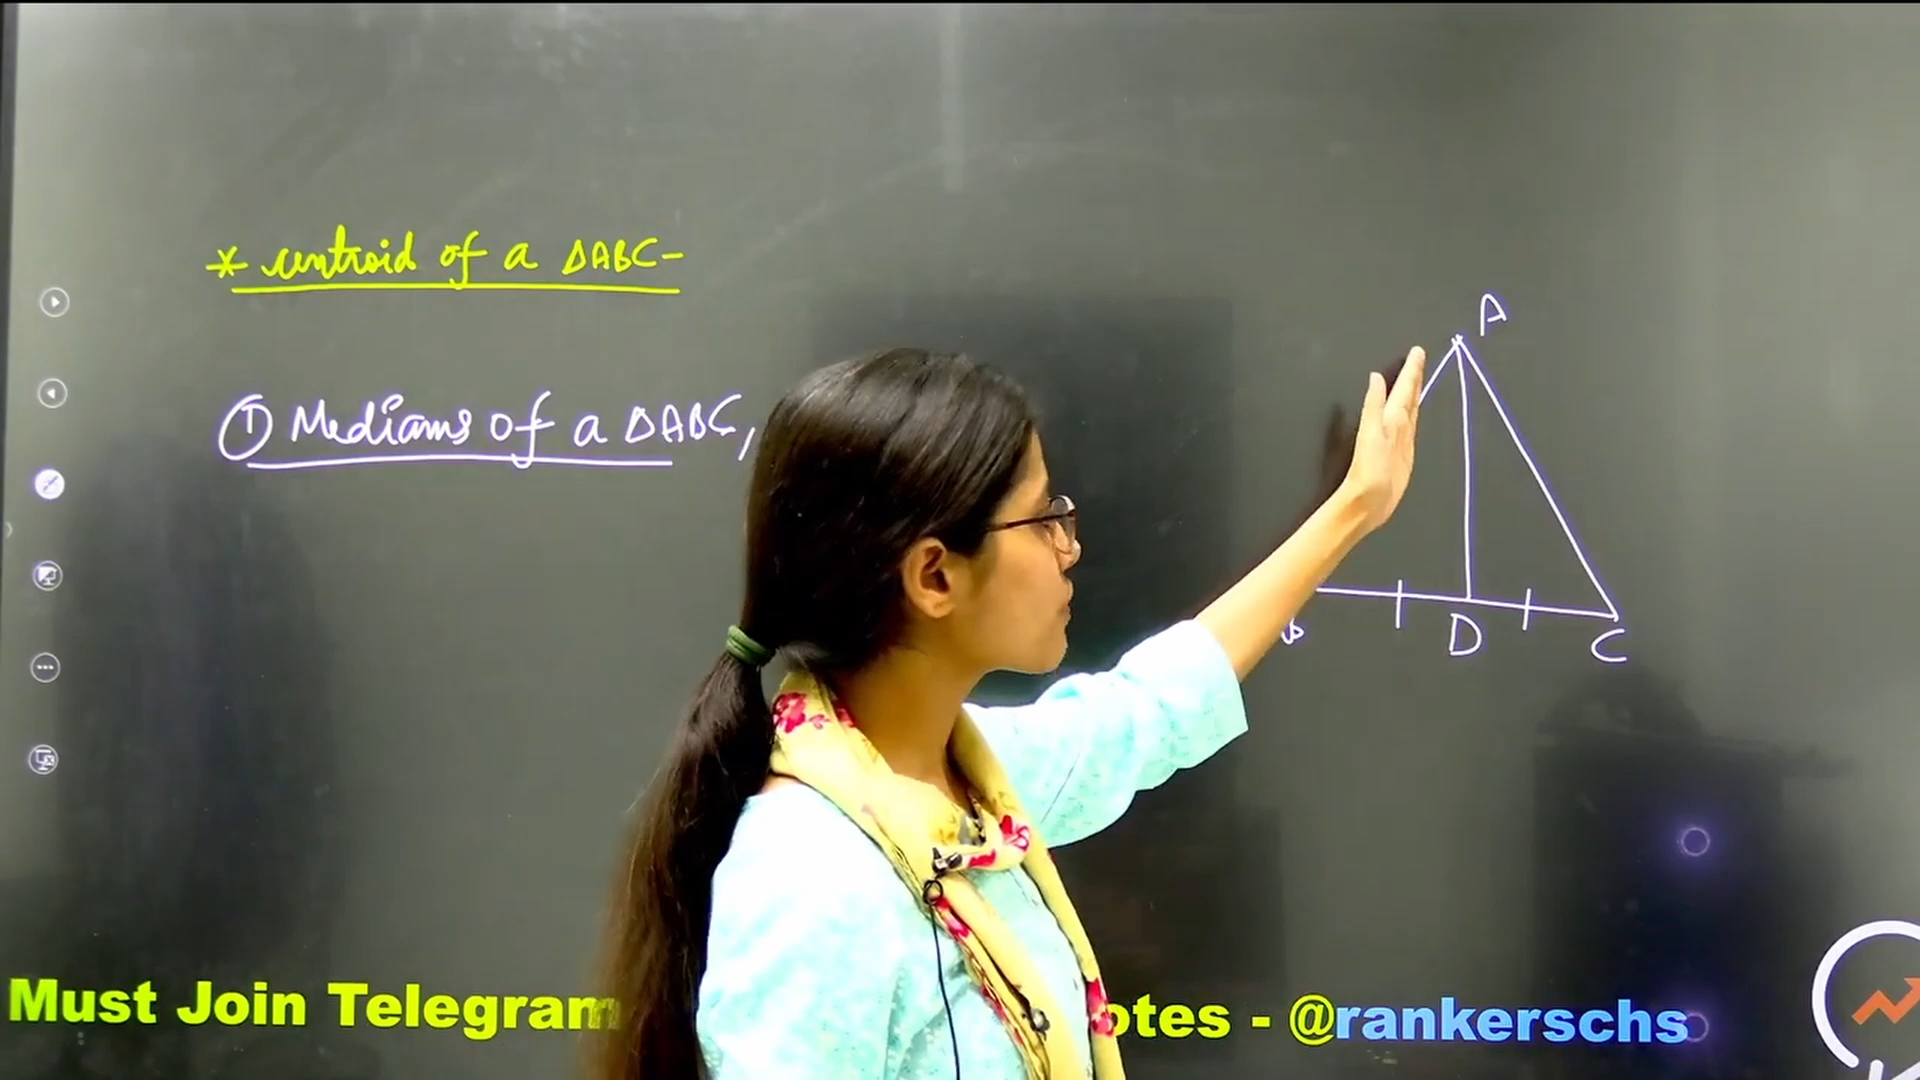 * centroid of a ΔABC-
① Medians of a ΔABC,
A
D
C
Must Join Telegram otes - @rankerschs